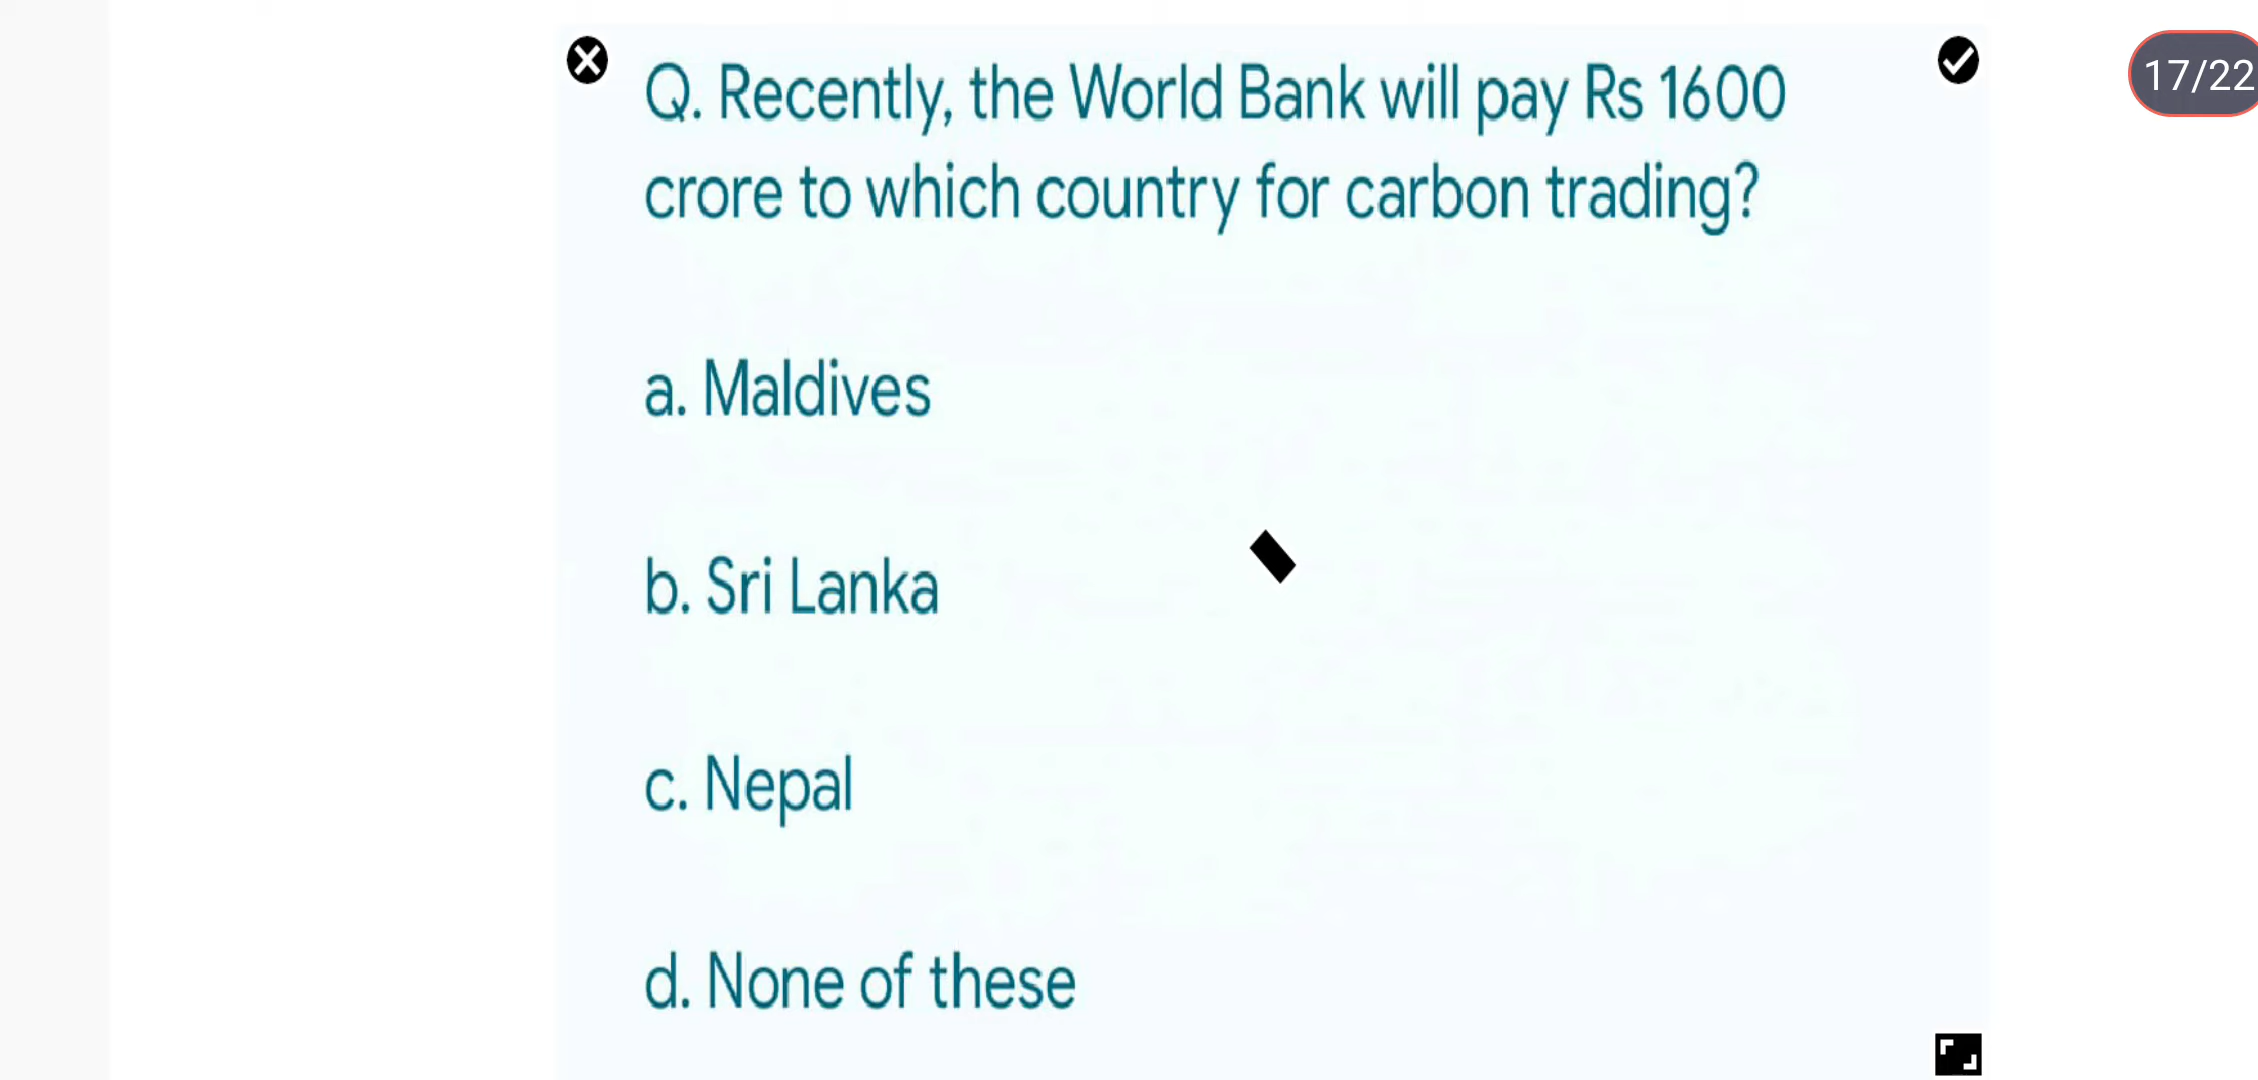 Q. Recently, the World Bank will pay Rs 1600
crore to which country for carbon trading?
a. Maldives
b. Sri Lanka
c. Nepal
d. None of these
17/22